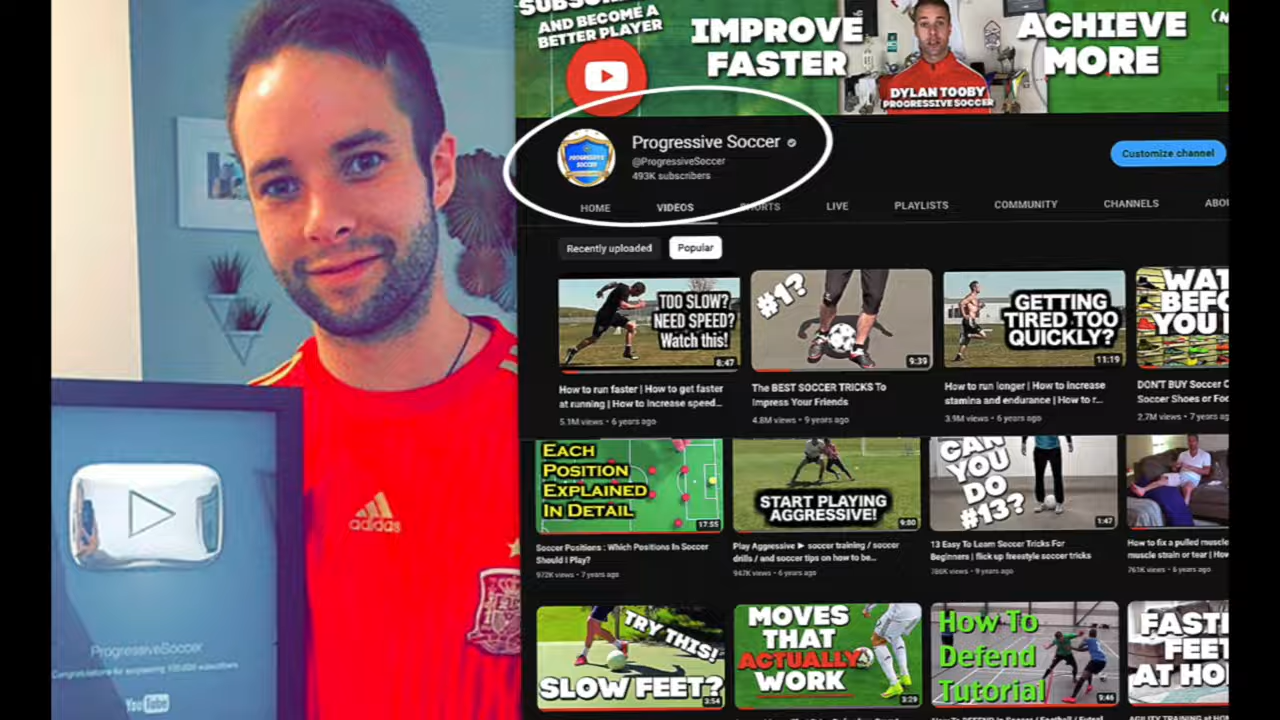 AND BECOME A
BETTER PLAYER
IMPROVE
FASTER
DYLAN TOOBY
PROGRESSIVE SOCCER
ACHIEVE
MORE
PROGRESSIVE
SOCCER
Progressive Soccer
@ProgressiveSoccer
493K subscribers
Customize channel
HOME VIDEOS SHORTS LIVE PLAYLISTS COMMUNITY CHANNELS
Recently uploaded Popular
TOO SLOW?
NEED SPEED?
Watch this!
8:47
#1?
9:39
GETTING
TIRED TOO
QUICKLY?
11:19
How to run faster | How to get faster
at running | How to increase speed...
5.1M views • 6 years ago
The BEST SOCCER TRICKS To
Impress Your Friends
4.8M views • 9 years ago
How to run longer | How to increase
stamina and endurance | How to r...
3.9M views • 6 years ago
DON'T BUY Soccer
Soccer Shoes or
2.7M views • 7 years
EACH
POSITION
EXPLAINED
IN DETAIL
17:55
START PLAYING
AGGRESSIVE!
9:00
CAN
YOU
DO
#13?
1:47
Soccer Positions : Which Positions In Soccer
Should I Play?
972K views • 7 years ago
Play Aggressive ► soccer training / soccer
drills / and soccer tips on how to be...
947K views • 6 years ago
13 Easy To Learn Soccer Tricks For
Beginners | flick up freestyle soccer tricks
786K views • 9 years ago
How to fix a pulled
muscle strain or tear |
761K views • 6 years ago
TRY THIS!
SLOW FEET?
3:54
MOVES
THAT
ACTUALLY
WORK
3:29
How To
Defend
Tutorial
9:46
FAST
FEET
AT HOME
adidas
ProgressiveSoccer
YouTube